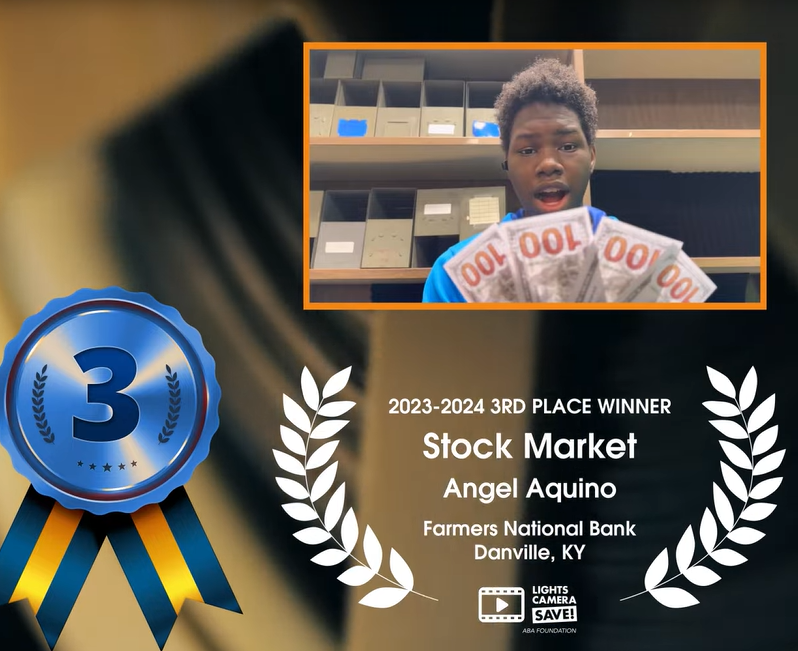 100
100
100
100
3
2023-2024 3RD PLACE WINNER
Stock Market
Angel Aquino
Farmers National Bank
Danville, KY
LIGHTS
CAMERA
SAVE!
ABA FOUNDATION